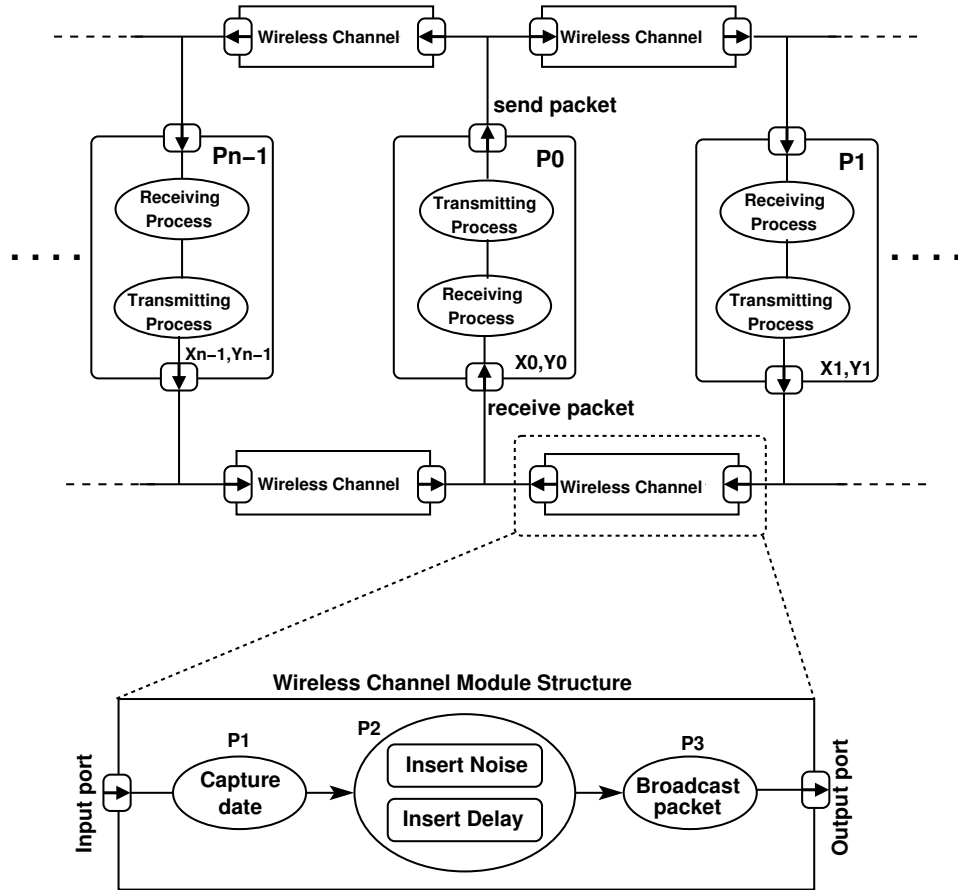 Wireless Channel
Wireless Channel
send packet
Pn−1
P0
P1
Receiving
Process
Transmitting
Process
Receiving
Process
. . . .
. . . .
Transmitting
Process
Receiving
Process
Transmitting
Process
Xn−1,Yn−1
X0,Y0
X1,Y1
receive packet
Wireless Channel
Wireless Channel
Wireless Channel Module Structure
Input port
P1
Capture
date
P2
Insert Noise
Insert Delay
P3
Broadcast
packet
Output port